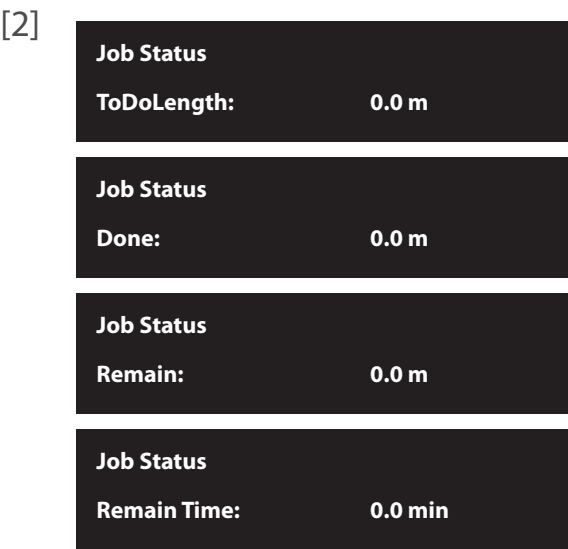 [2]
Job Status
ToDoLength: 0.0 m
Job Status
Done: 0.0 m
Job Status
Remain: 0.0 m
Job Status
Remain Time: 0.0 min